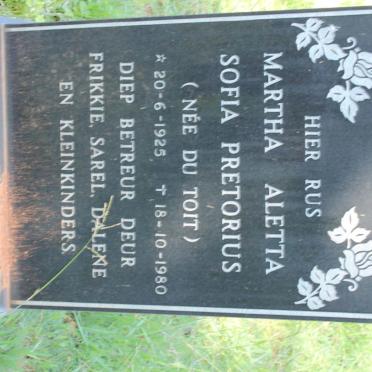 HIER RUS
MARTHA ALETTA
SOFIA PRETORIUS
(NÉE DU TOIT)
☆ 20-6-1925 ✝ 18-10-1980
DIEP BETREUR DEUR
FRIKKIE, SAREL, DALENE
EN KLEINKINDERS.